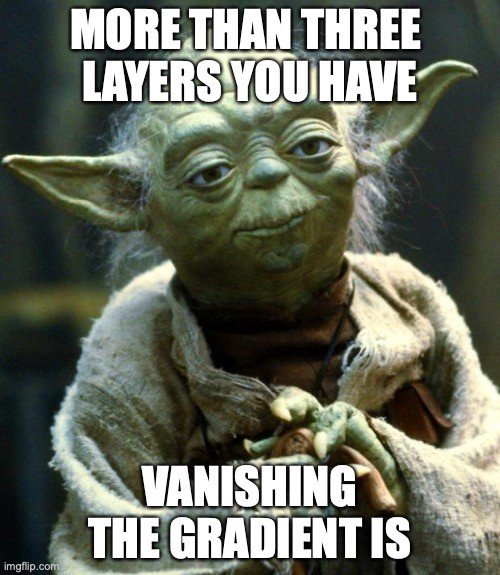 MORE THAN THREE
LAYERS YOU HAVE
VANISHING
THE GRADIENT IS
imgflip.com